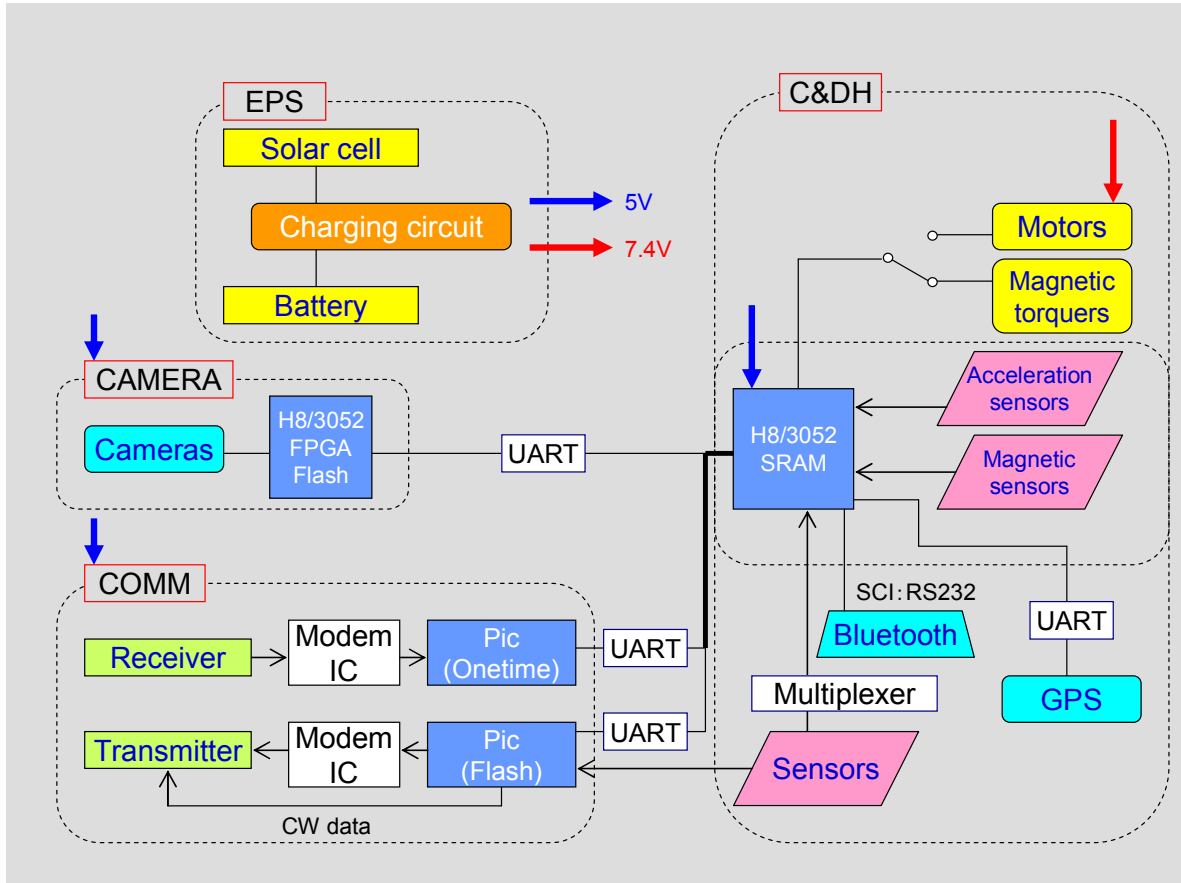 EPS
Solar cell
Charging circuit
Battery
5V
7.4V
C&DH
Motors
Magnetic
torquers
Acceleration
sensors
Magnetic
sensors
H8/3052
SRAM
SCI：RS232
Bluetooth
UART
GPS
Multiplexer
Sensors
CAMERA
Cameras
H8/3052
FPGA
Flash
UART
COMM
Receiver
Modem
IC
Pic
(Onetime)
UART
Transmitter
Modem
IC
Pic
(Flash)
UART
CW data